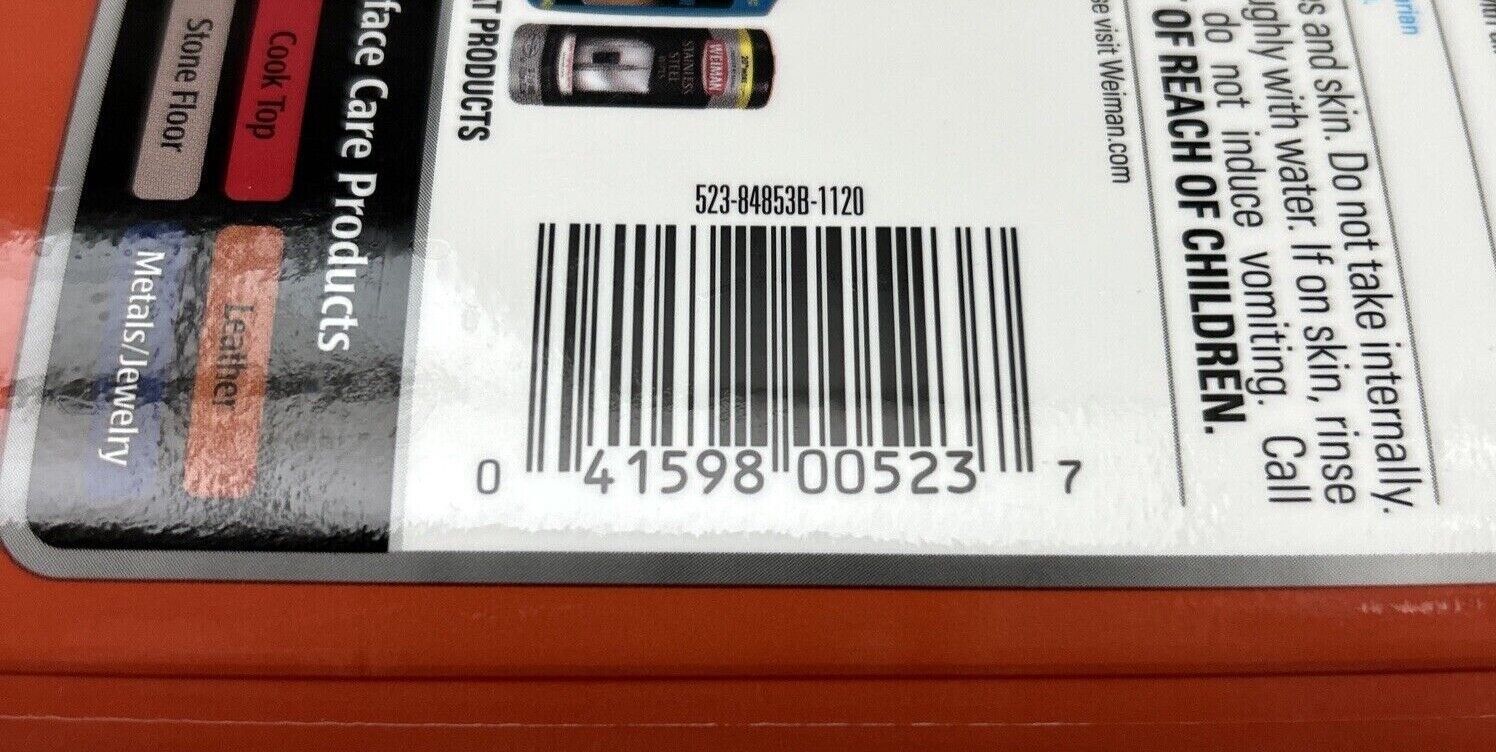 face Care Products
Cook Top
Stone Floor
Leather
Metals/Jewelry
AT PRODUCTS
WEIMAN
STAINLESS
STEEL
523-84853B-1120
0 41598 00523 7
se visit Weiman.com
s and skin. Do not take internally.
ughly with water. If on skin, rinse
do not induce vomiting. Call
OF REACH OF CHILDREN.